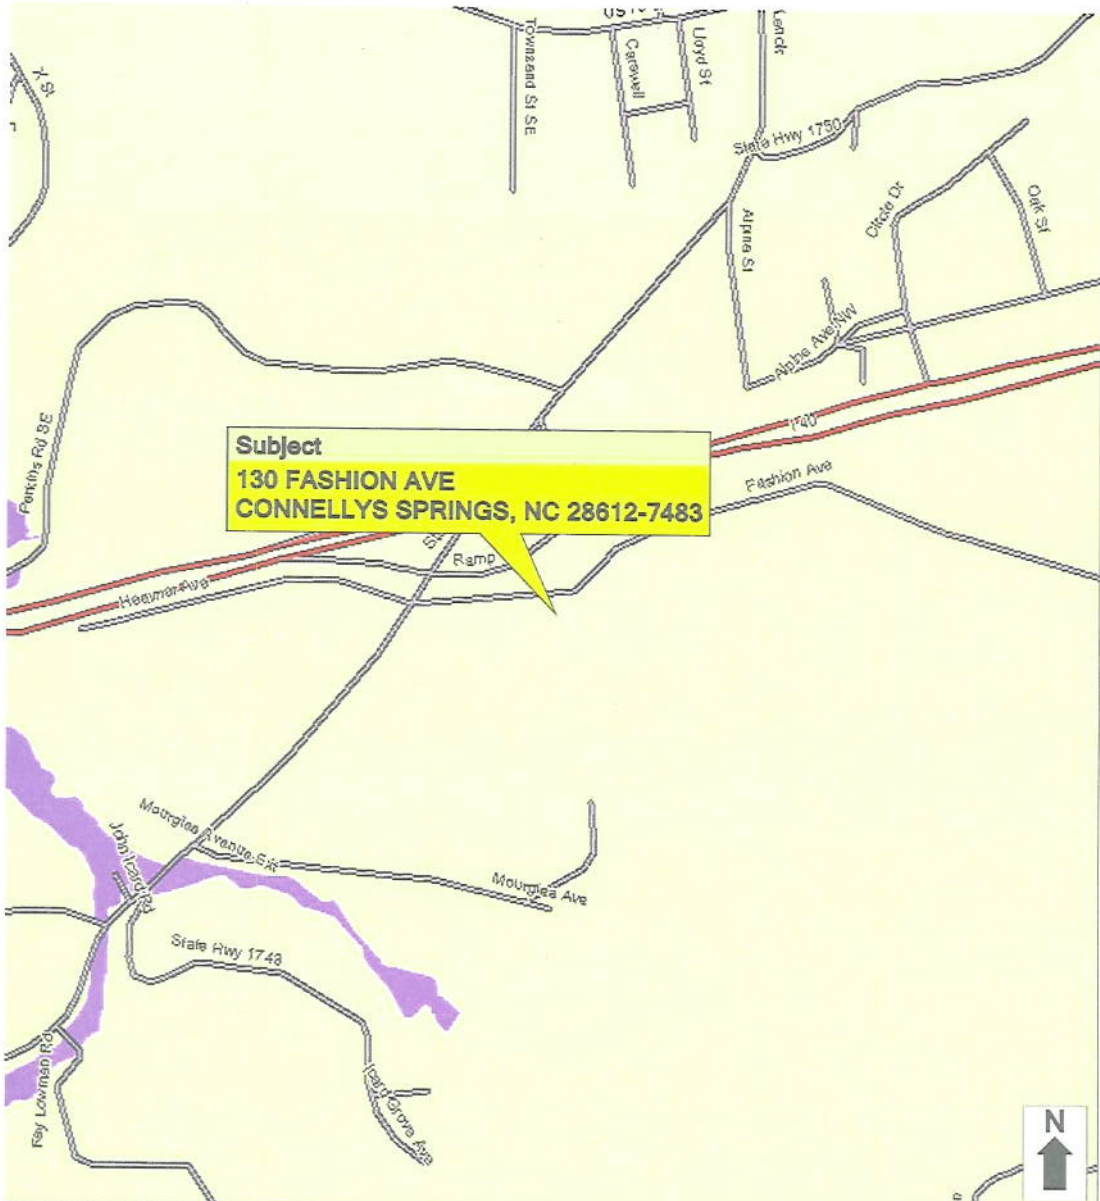 Townsend St SE
Carswell
Lloyd St
State Hwy 1750
Circle Dr
Oak St
Alpha St
Alpha Ave NW
Perkins Rd SE
I-40
Subject
130 FASHION AVE
CONNELLYS SPRINGS, NC 28612-7483
Fashion Ave
Ramp
Heavner Ave
Mourglea Avenue Ext
John Icard Rd
Mourglea Ave
State Hwy 1748
Ray Lowman Rd
Icard Grove Ave
N